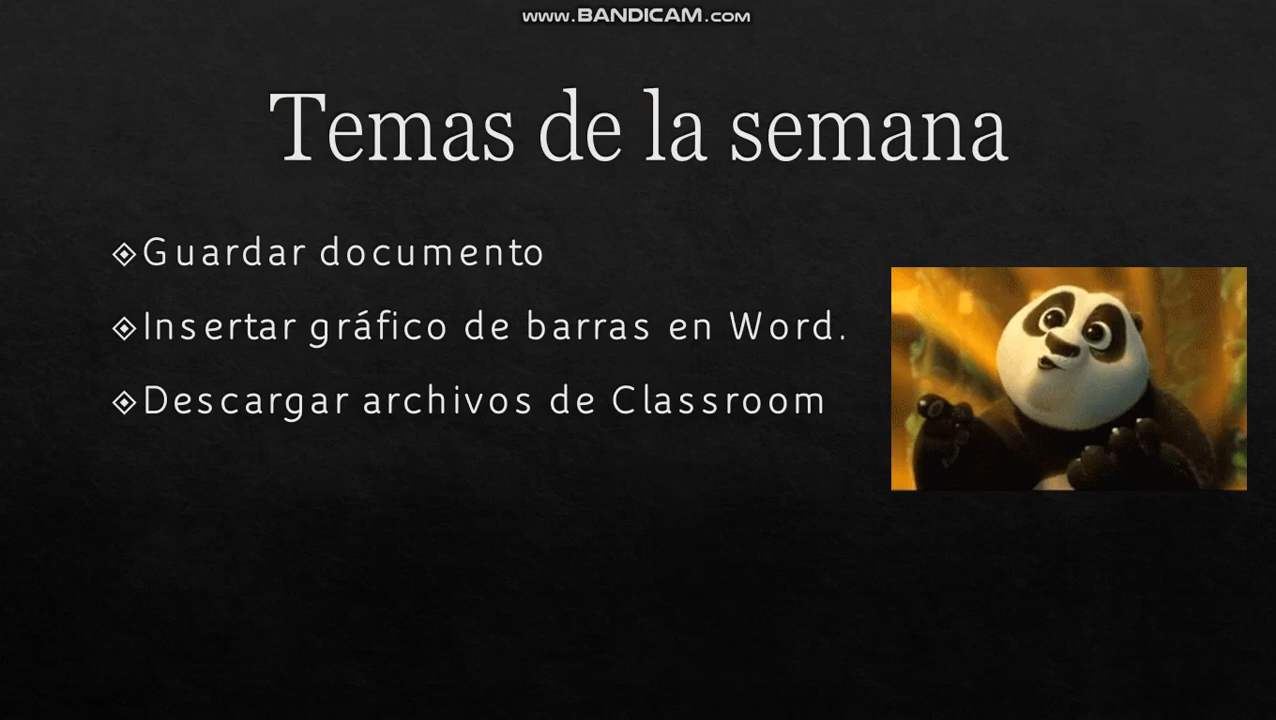 www.BANDICAM.com
Temas de la semana
Guardar documento
Insertar gráfico de barras en Word.
Descargar archivos de Classroom